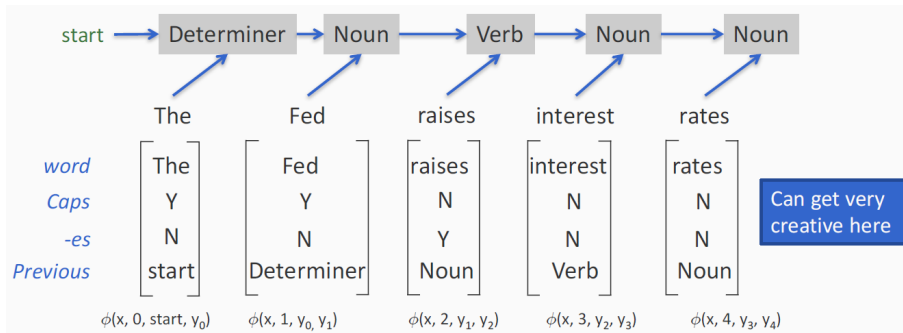 start Determiner Noun Verb Noun Noun
The Fed raises interest rates
word The Fed raises interest rates
Caps Y Y N N N
-es N N Y N N
Previous start Determiner Noun Verb Noun
Can get very
creative here
ϕ(x, 0, start, y₀) ϕ(x, 1, y₀, y₁) ϕ(x, 2, y₁, y₂) ϕ(x, 3, y₂, y₃) ϕ(x, 4, y₃, y₄)